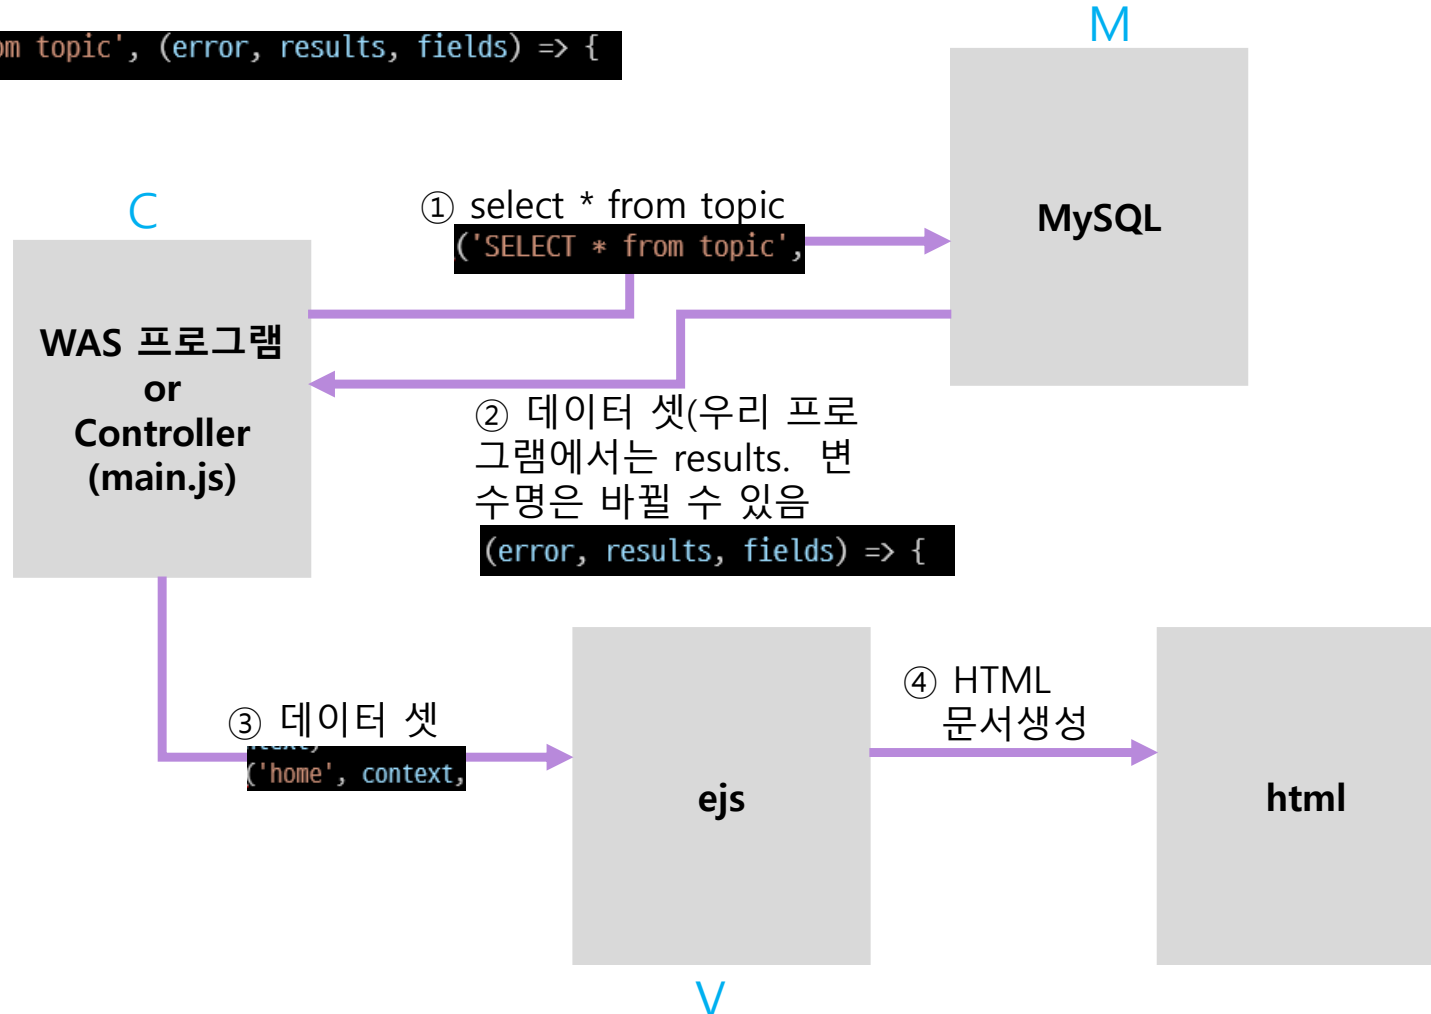 om topic', (error, results, fields) => {
M
C
① select * from topic
('SELECT * from topic',
MySQL
WAS 프로그램
or
Controller
(main.js)
② 데이터 셋(우리 프로
그램에서는 results. 변
수명은 바뀔 수 있음
(error, results, fields) => {
③ 데이터 셋
('home', context,
④ HTML
문서생성
ejs
html
V